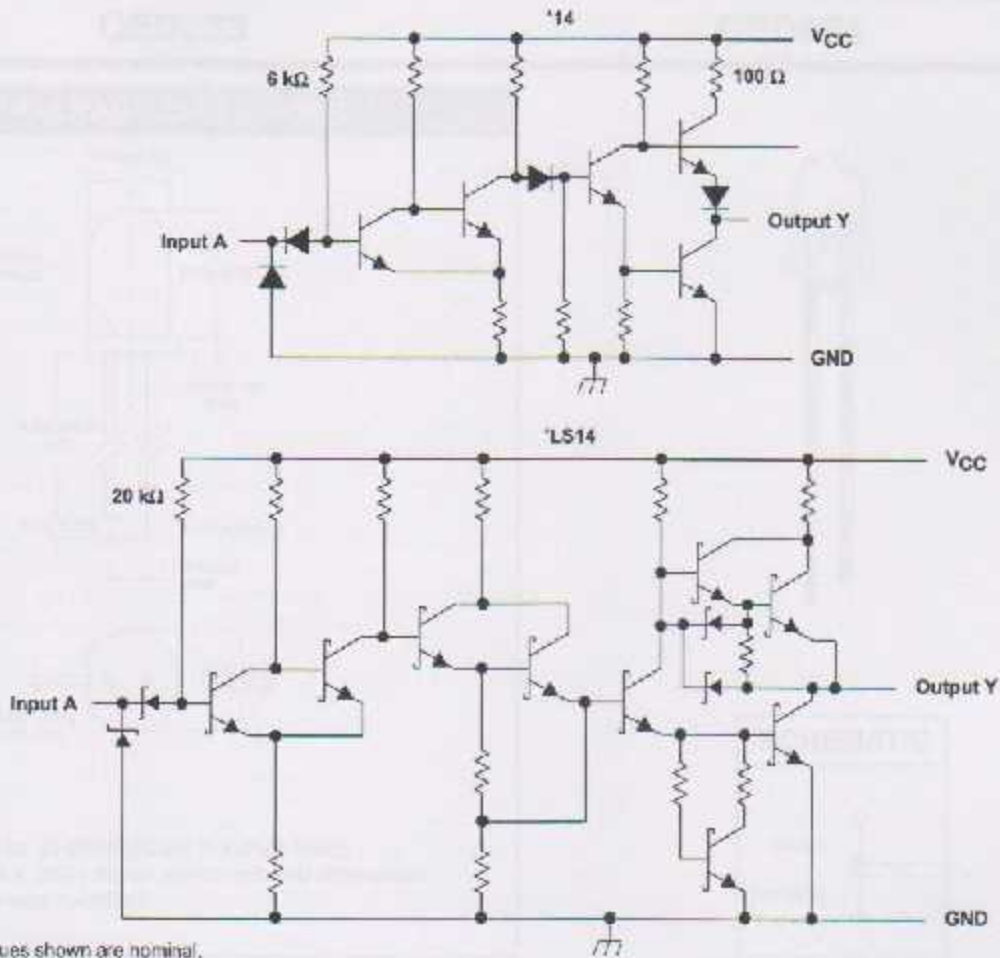 '14
VCC
6 kΩ
100 Ω
Input A
Output Y
GND
'LS14
VCC
20 kΩ
Input A
Output Y
GND
ues shown are nominal.